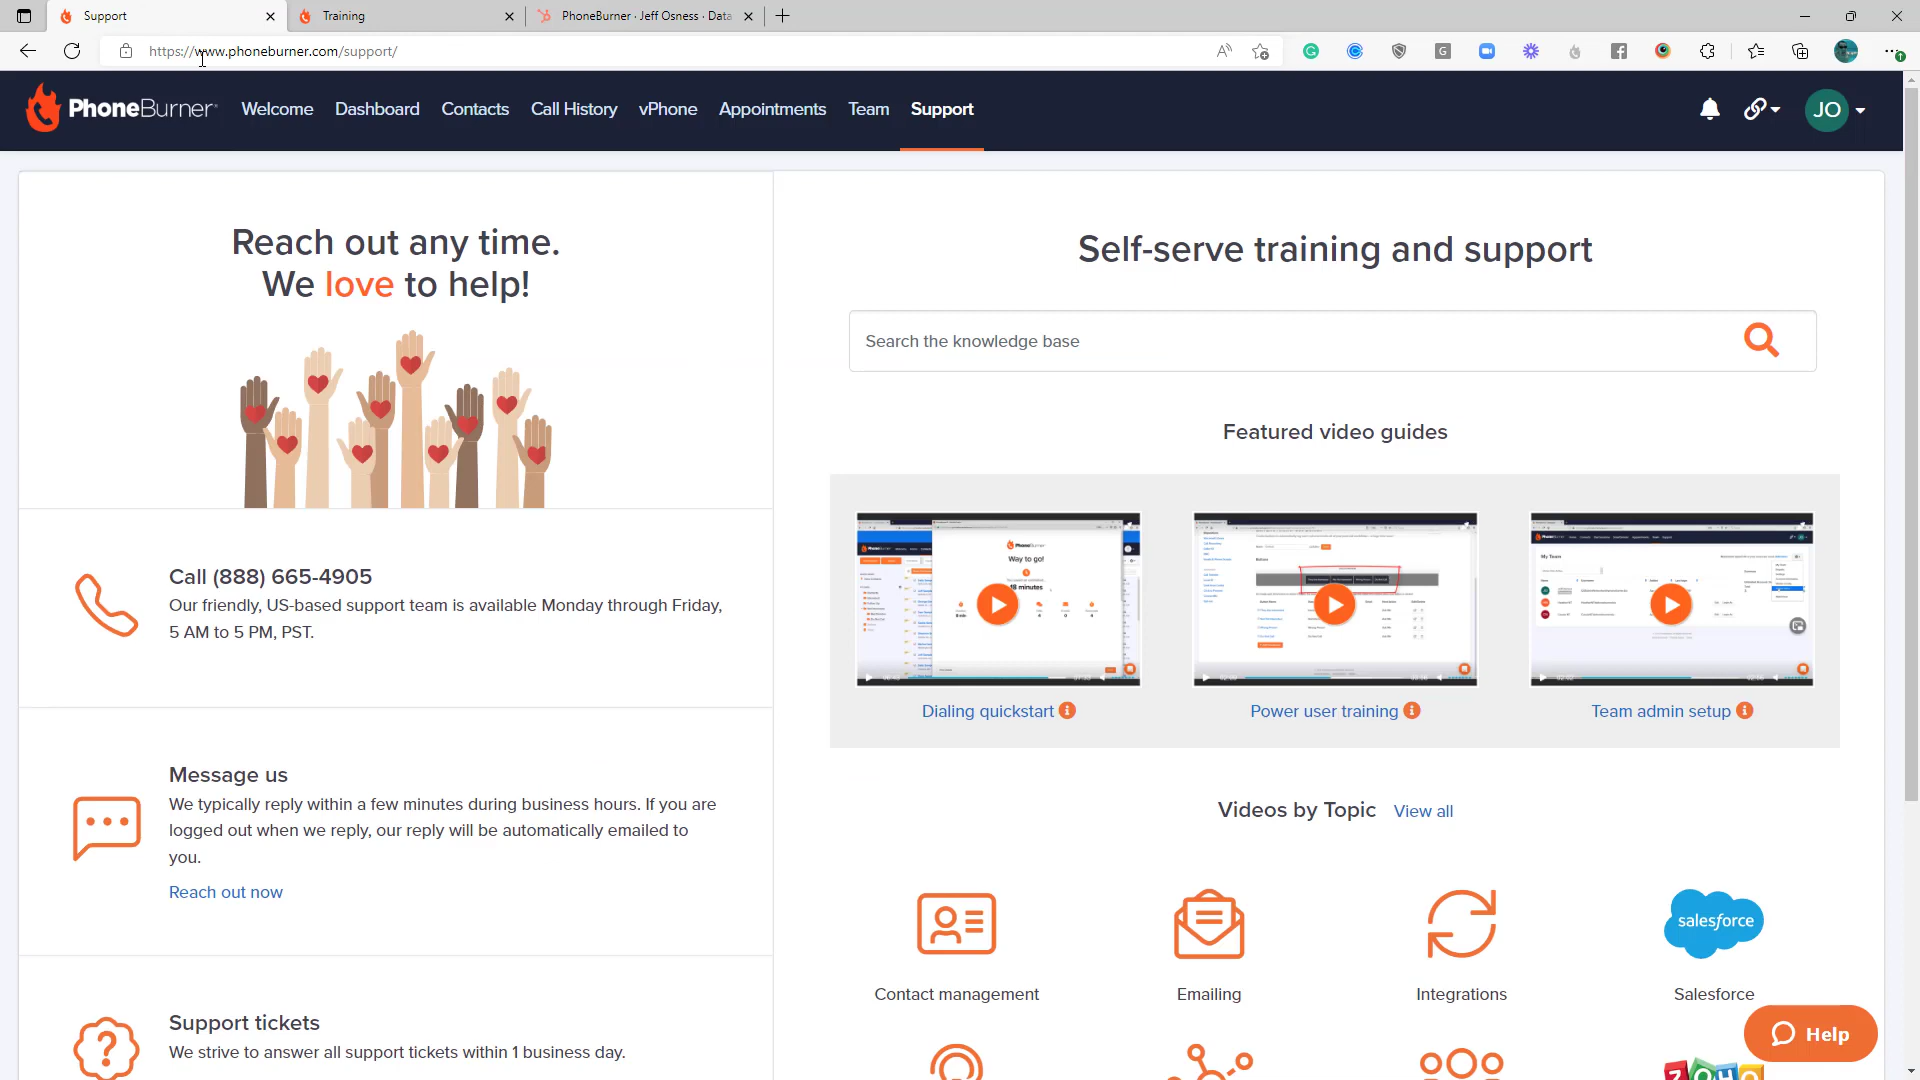 Support
Training
PhoneBurner · Jeff Osness · Data
https://www.phoneburner.com/support/
PhoneBurner
Welcome
Dashboard
Contacts
Call History
vPhone
Appointments
Team
Support
JO
Reach out any time.
We love to help!
Self-serve training and support
Search the knowledge base
Featured video guides
Way to go!
My Team
Call (888) 665-4905
Our friendly, US-based support team is available Monday through Friday,
5 AM to 5 PM, PST.
Dialing quickstart
Power user training
Team admin setup
Message us
We typically reply within a few minutes during business hours. If you are
logged out when we reply, our reply will be automatically emailed to
you.
Reach out now
Videos by Topic View all
salesforce
Contact management
Emailing
Integrations
Salesforce
Support tickets
We strive to answer all support tickets within 1 business day.
Help